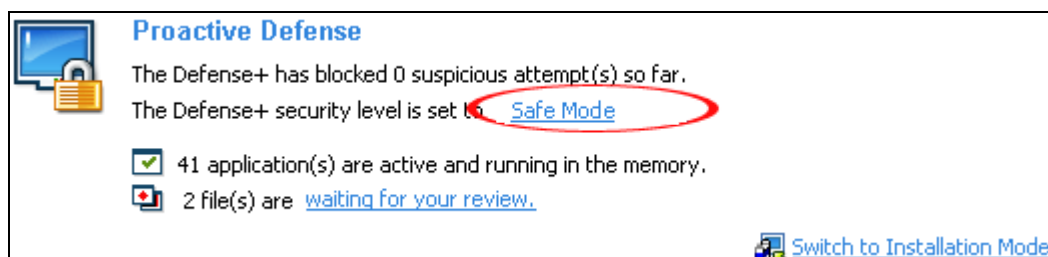 Proactive Defense
The Defense+ has blocked 0 suspicious attempt(s) so far.
The Defense+ security level is set to Safe Mode
41 application(s) are active and running in the memory.
2 file(s) are waiting for your review.
Switch to Installation Mode